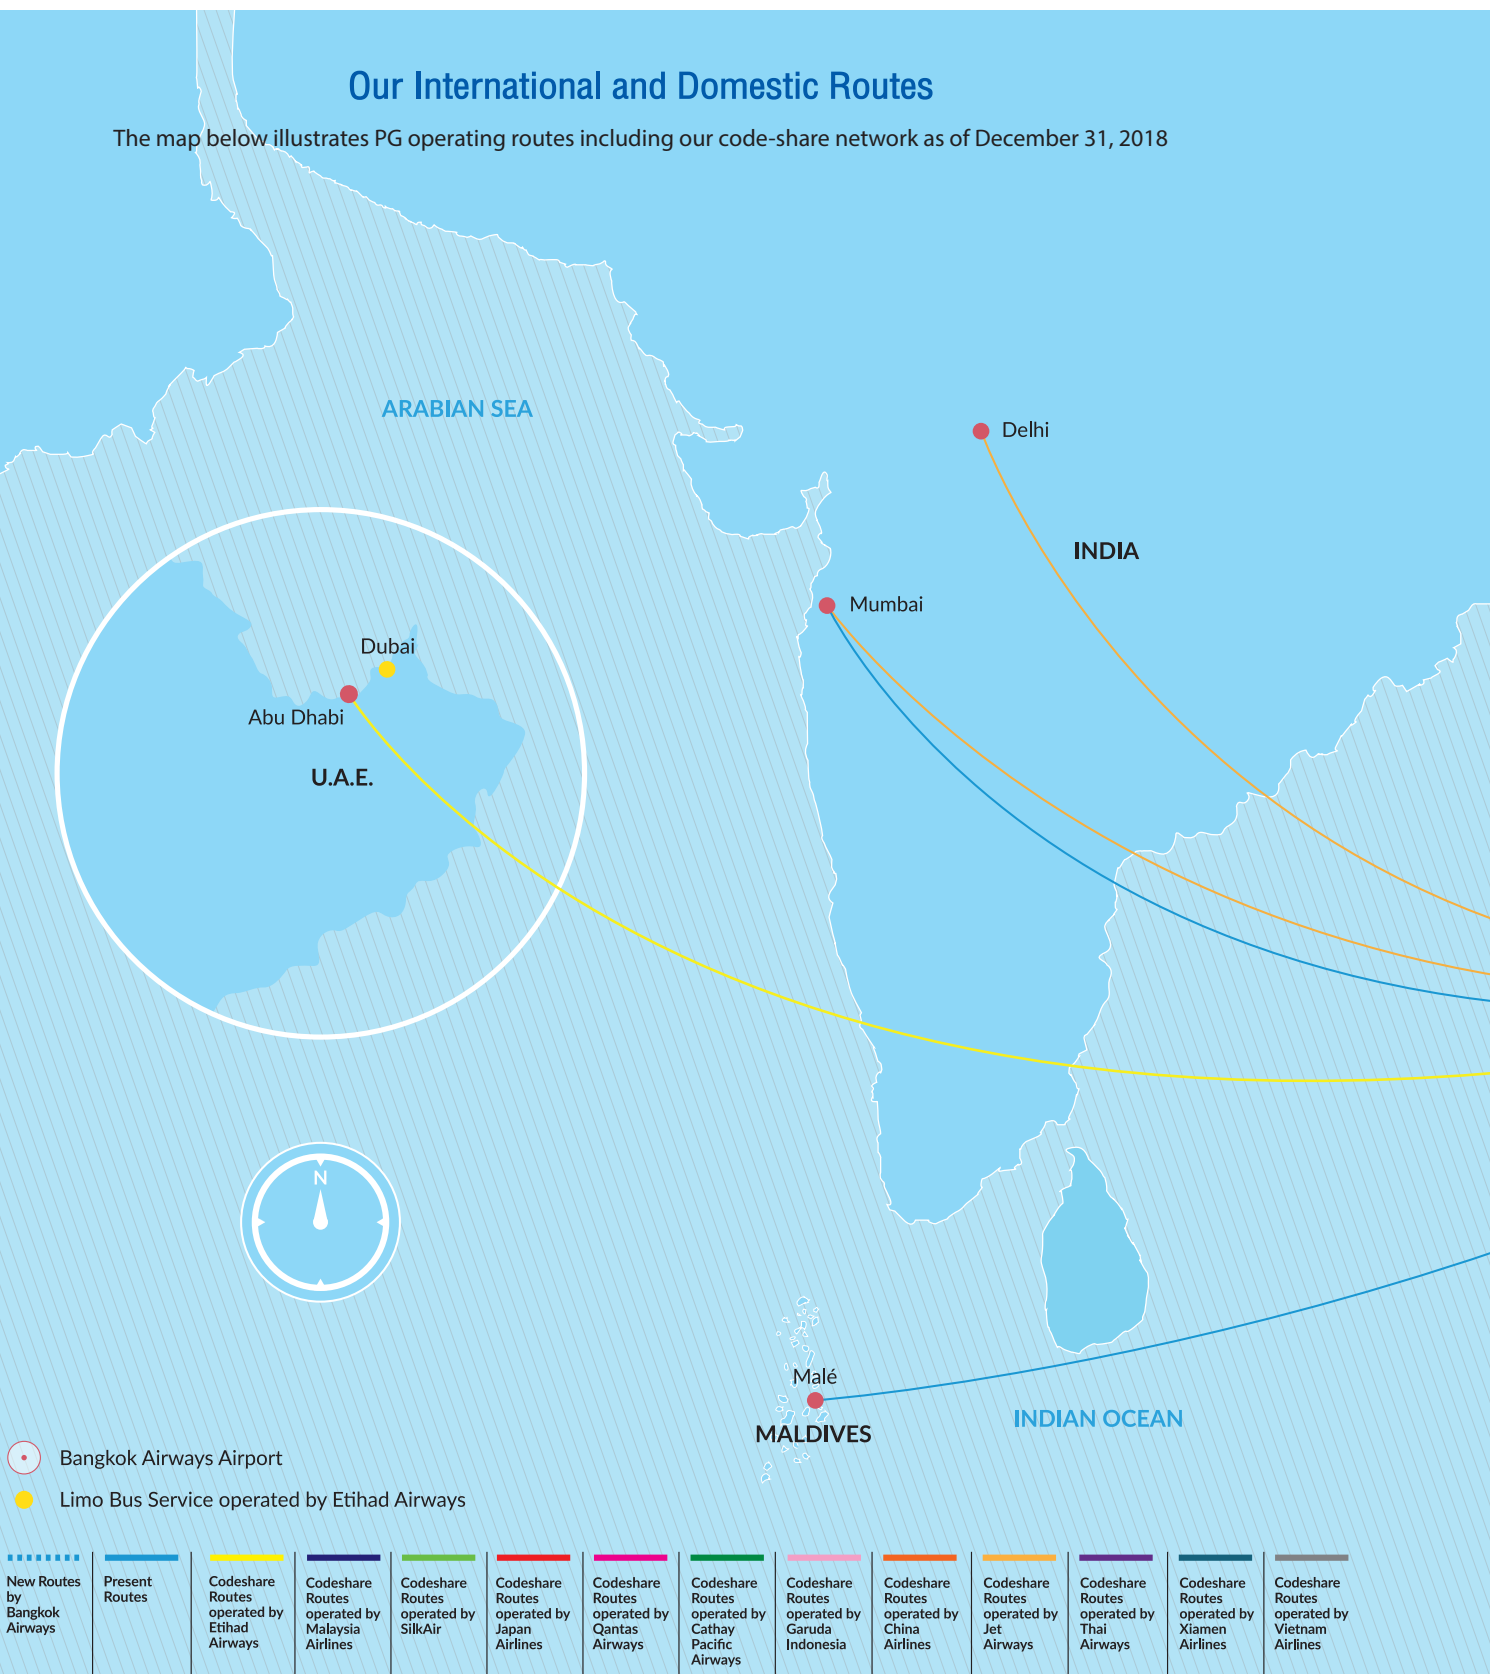 Our International and Domestic Routes
The map below illustrates PG operating routes including our code-share network as of December 31, 2018
ARABIAN SEA
Delhi
INDIA
Mumbai
Dubai
Abu Dhabi
U.A.E.
N
Malé
MALDIVES
INDIAN OCEAN
Bangkok Airways Airport
Limo Bus Service operated by Etihad Airways
New Routes
by
Bangkok
Airways
Present
Routes
Codeshare
Routes
operated by
Etihad
Airways
Codeshare
Routes
operated by
Malaysia
Airlines
Codeshare
Routes
operated by
SilkAir
Codeshare
Routes
operated by
Japan
Airlines
Codeshare
Routes
operated by
Qantas
Airways
Codeshare
Routes
operated by
Cathay
Pacific
Airways
Codeshare
Routes
operated by
Garuda
Indonesia
Codeshare
Routes
operated by
China
Airlines
Codeshare
Routes
operated by
Jet
Airways
Codeshare
Routes
operated by
Thai
Airways
Codeshare
Routes
operated by
Xiamen
Airlines
Codeshare
Routes
operated by
Vietnam
Airlines